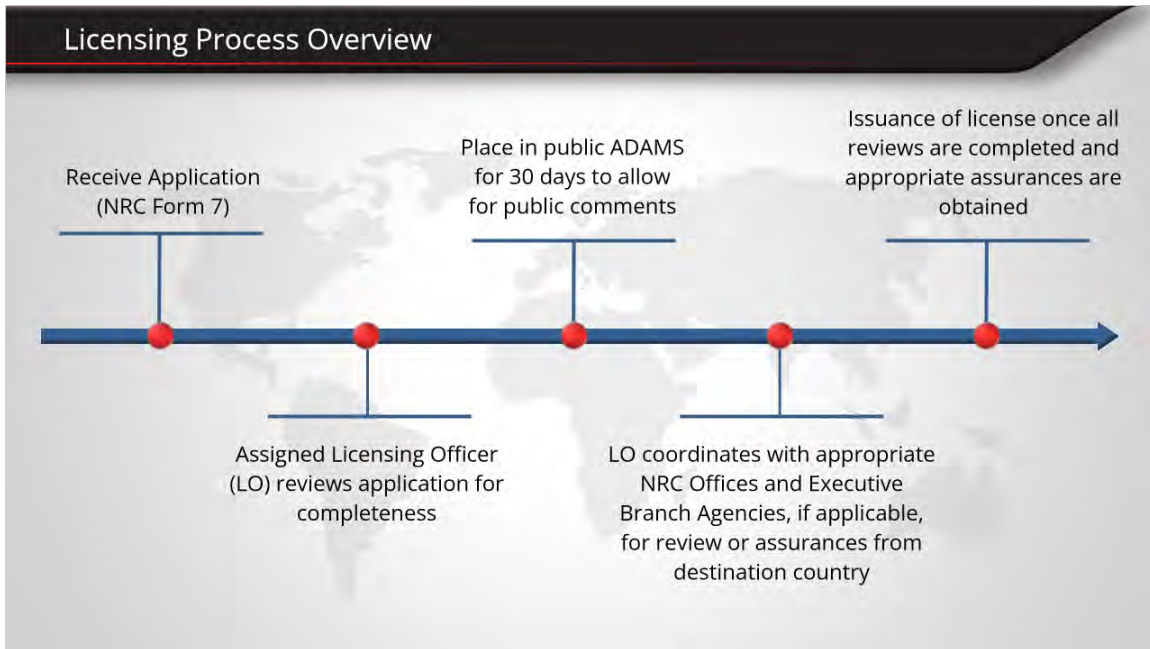 Licensing Process Overview
Receive Application
(NRC Form 7)
Assigned Licensing Officer
(LO) reviews application for
completeness
Place in public ADAMS
for 30 days to allow
for public comments
LO coordinates with appropriate
NRC Offices and Executive
Branch Agencies, if applicable,
for review or assurances from
destination country
Issuance of license once all
reviews are completed and
appropriate assurances are
obtained